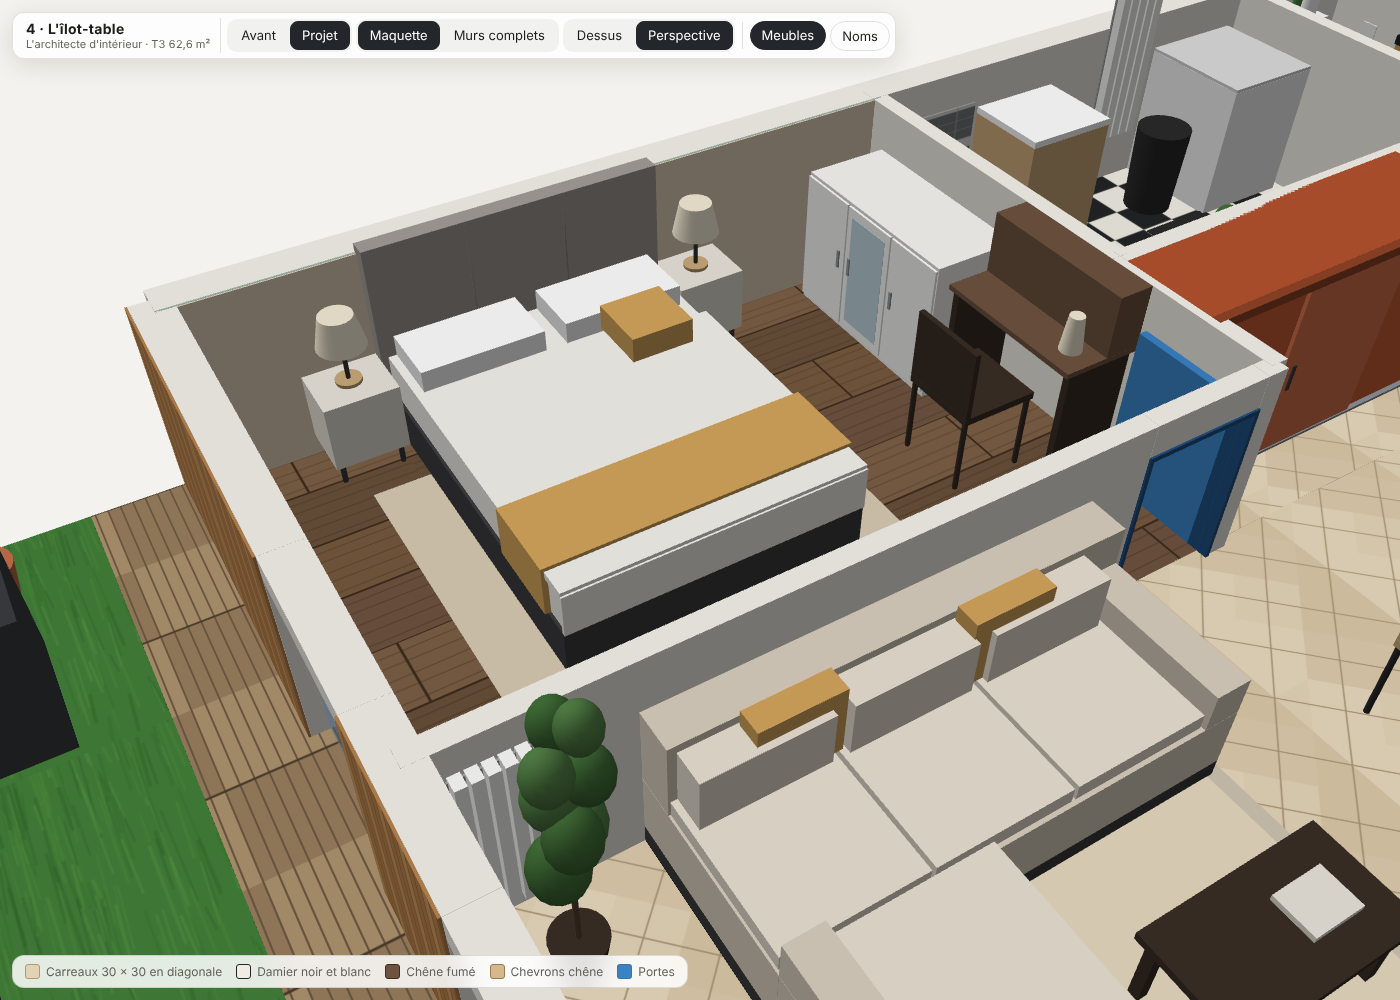 4 · L'îlot-table
L'architecte d'intérieur · T3 62,6 m²
Avant
Projet
Maquette
Murs complets
Dessus
Perspective
Meubles
Noms
Carreaux 30 × 30 en diagonale
Damier noir et blanc
Chêne fumé
Chevrons chêne
Portes